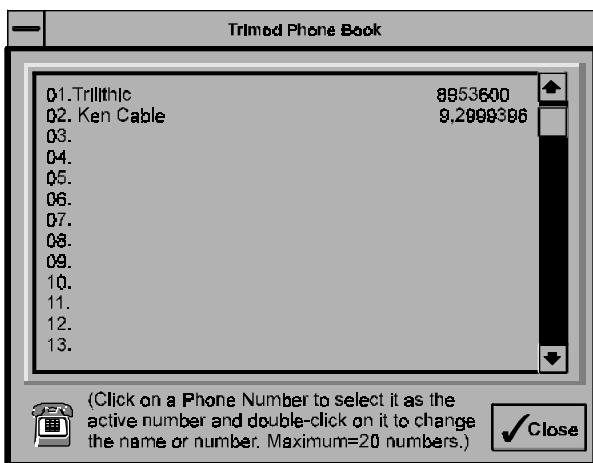 Trimod Phone Book
01.Trilithic 8953600
02. Ken Cable 9,2999396
03.
04.
05.
06.
07.
08.
09.
10.
11.
12.
13.
(Click on a Phone Number to select it as the
active number and double-click on it to change
the name or number. Maximum=20 numbers.)
Close